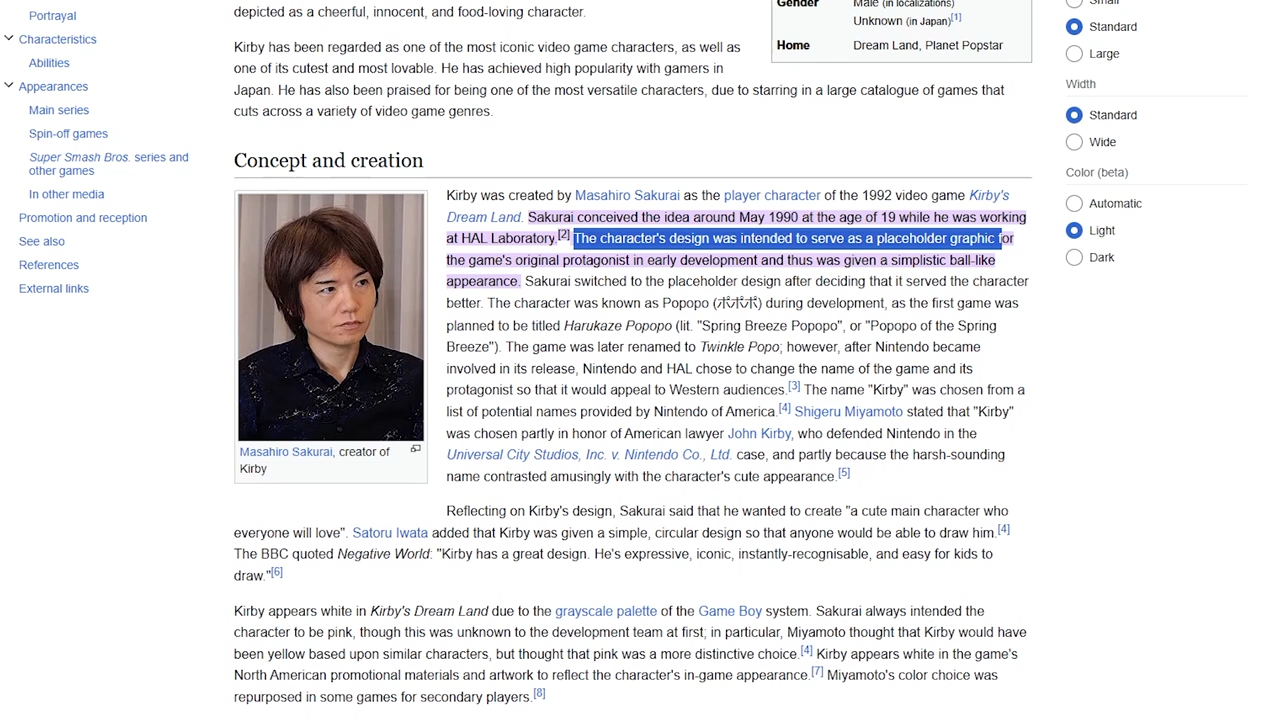 Portrayal
Characteristics
Abilities
Appearances
Main series
Spin-off games
Super Smash Bros. series and
other games
In other media
Promotion and reception
See also
References
External links
depicted as a cheerful, innocent, and food-loving character.
Kirby has been regarded as one of the most iconic video game characters, as well as
one of its cutest and most lovable. He has achieved high popularity with gamers in
Japan. He has also been praised for being one of the most versatile characters, due to starring in a large catalogue of games that
cuts across a variety of video game genres.
Gender Male (in localizations)
Unknown (in Japan)[1]
Home Dream Land, Planet Popstar
Concept and creation
Masahiro Sakurai, creator of
Kirby
Kirby was created by Masahiro Sakurai as the player character of the 1992 video game Kirby's
Dream Land. Sakurai conceived the idea around May 1990 at the age of 19 while he was working
at HAL Laboratory.[2] The character's design was intended to serve as a placeholder graphic for
the game's original protagonist in early development and thus was given a simplistic ball-like
appearance. Sakurai switched to the placeholder design after deciding that it served the character
better. The character was known as Popopo (ポポポ) during development, as the first game was
planned to be titled Harukaze Popopo (lit. "Spring Breeze Popopo", or "Popopo of the Spring
Breeze"). The game was later renamed to Twinkle Popo; however, after Nintendo became
involved in its release, Nintendo and HAL chose to change the name of the game and its
protagonist so that it would appeal to Western audiences.[3] The name "Kirby" was chosen from a
list of potential names provided by Nintendo of America.[4] Shigeru Miyamoto stated that "Kirby"
was chosen partly in honor of American lawyer John Kirby, who defended Nintendo in the
Universal City Studios, Inc. v. Nintendo Co., Ltd. case, and partly because the harsh-sounding
name contrasted amusingly with the character's cute appearance.[5]
Reflecting on Kirby's design, Sakurai said that he wanted to create "a cute main character who
everyone will love". Satoru Iwata added that Kirby was given a simple, circular design so that anyone would be able to draw him.[4]
The BBC quoted Negative World: "Kirby has a great design. He's expressive, iconic, instantly-recognisable, and easy for kids to
draw."[6]
Kirby appears white in Kirby's Dream Land due to the grayscale palette of the Game Boy system. Sakurai always intended the
character to be pink, though this was unknown to the development team at first; in particular, Miyamoto thought that Kirby would have
been yellow based upon similar characters, but thought that pink was a more distinctive choice.[4] Kirby appears white in the game's
North American promotional materials and artwork to reflect the character's in-game appearance.[7] Miyamoto's color choice was
repurposed in some games for secondary players.[8]
Small
Standard
Large
Width
Standard
Wide
Color (beta)
Automatic
Light
Dark